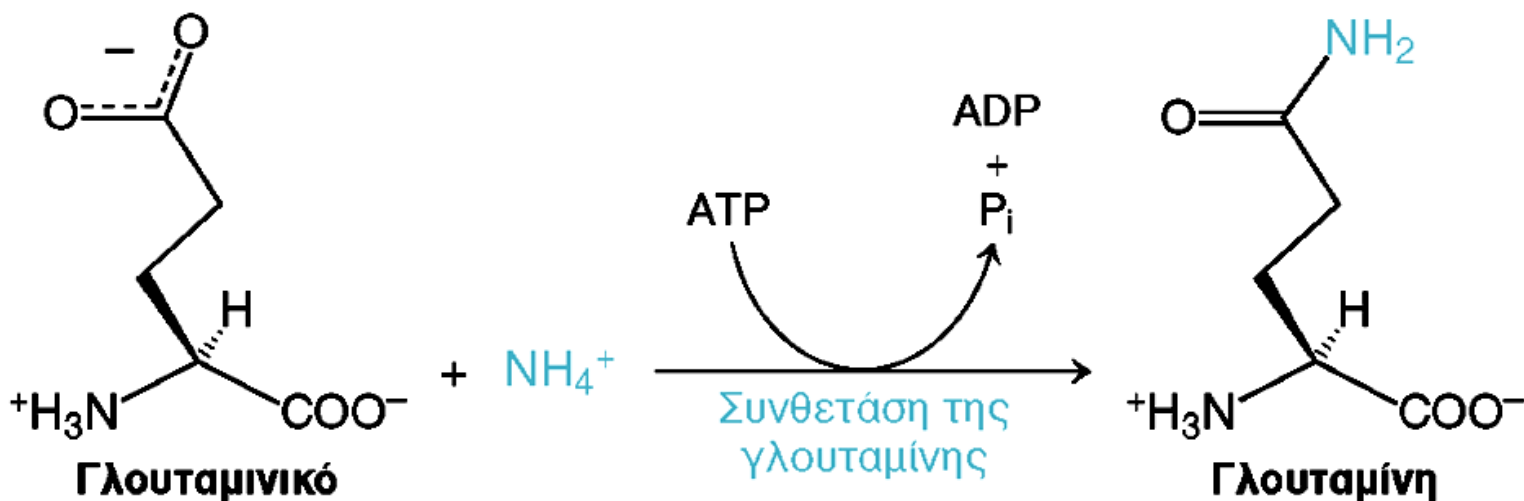 −
O
O
H
⁺H₃N
COO⁻
Γλουταμινικό
+
NH₄⁺
ATP
ADP
+
Pᵢ
Συνθετάση της
γλουταμίνης
NH₂
O
H
⁺H₃N
COO⁻
Γλουταμίνη